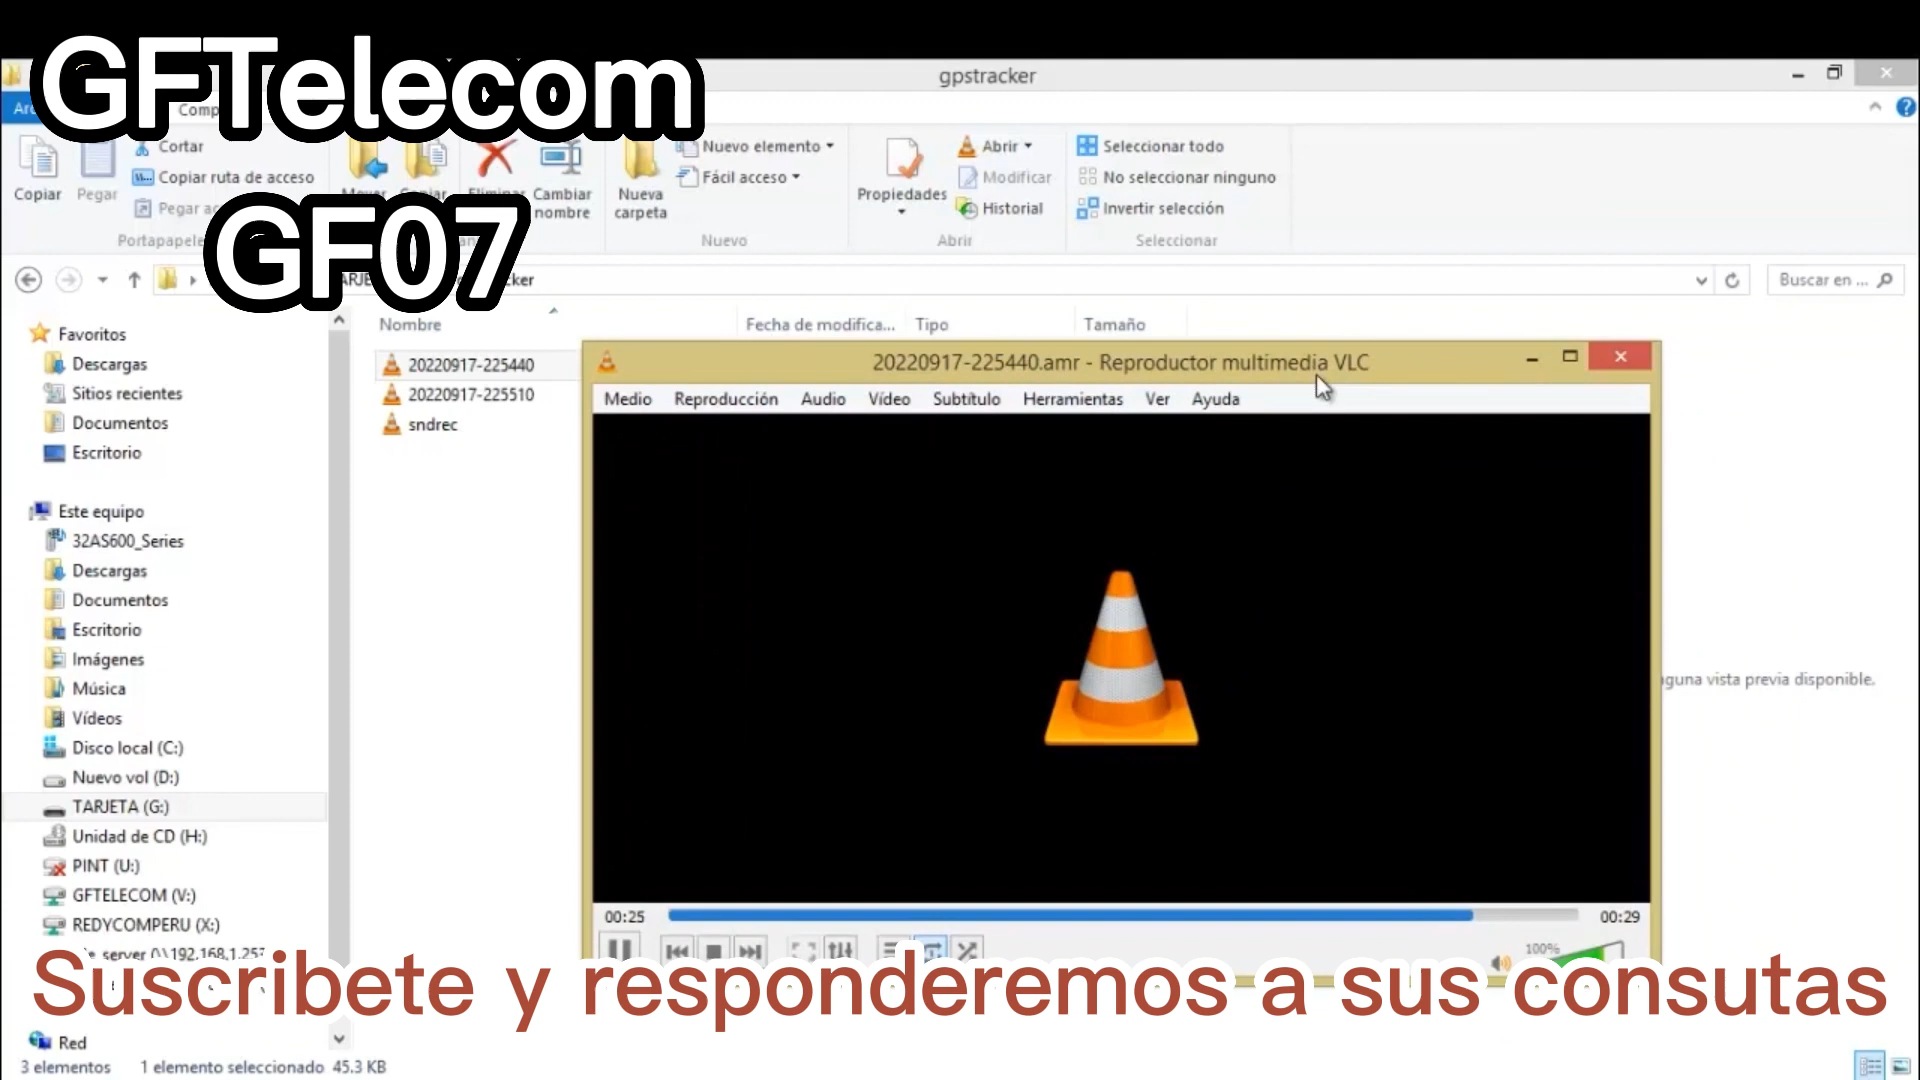 GFTelecom
GF07
gpstracker
Copiar
Pegar
Cortar
Copiar ruta de acceso
Cambiar
nombre
Nueva
carpeta
Nuevo elemento
Fácil acceso
Nuevo
Propiedades
Abrir
Modificar
Historial
Abrir
Seleccionar todo
No seleccionar ninguno
Invertir selección
Seleccionar
Buscar en ...
Nombre
Fecha de modifica...
Tipo
Tamaño
Favoritos
Descargas
Sitios recientes
Documentos
Escritorio
Este equipo
32AS600_Series
Descargas
Documentos
Escritorio
Imágenes
Música
Vídeos
Disco local (C:)
Nuevo vol (D:)
TARJETA (G:)
Unidad de CD (H:)
PINT (U:)
GFTELECOM (V:)
REDYCOMPERU (X:)
Red
20220917-225440
20220917-225510
sndrec
20220917-225440.amr - Reproductor multimedia VLC
Medio Reproducción Audio Vídeo Subtítulo Herramientas Ver Ayuda
vista previa disponible.
00:25
00:29
100%
Suscribete y responderemos a sus consutas
3 elementos 1 elemento seleccionado 45.3 KB